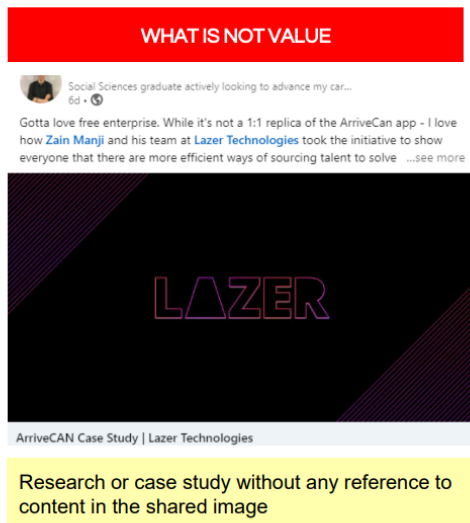 WHAT IS NOT VALUE
Social Sciences graduate actively looking to advance my car...
6d •
Gotta love free enterprise. While it's not a 1:1 replica of the ArriveCan app - I love
how Zain Manji and his team at Lazer Technologies took the initiative to show
everyone that there are more efficient ways of sourcing talent to solve ...see more
LAZER
ArriveCAN Case Study | Lazer Technologies
Research or case study without any reference to
content in the shared image